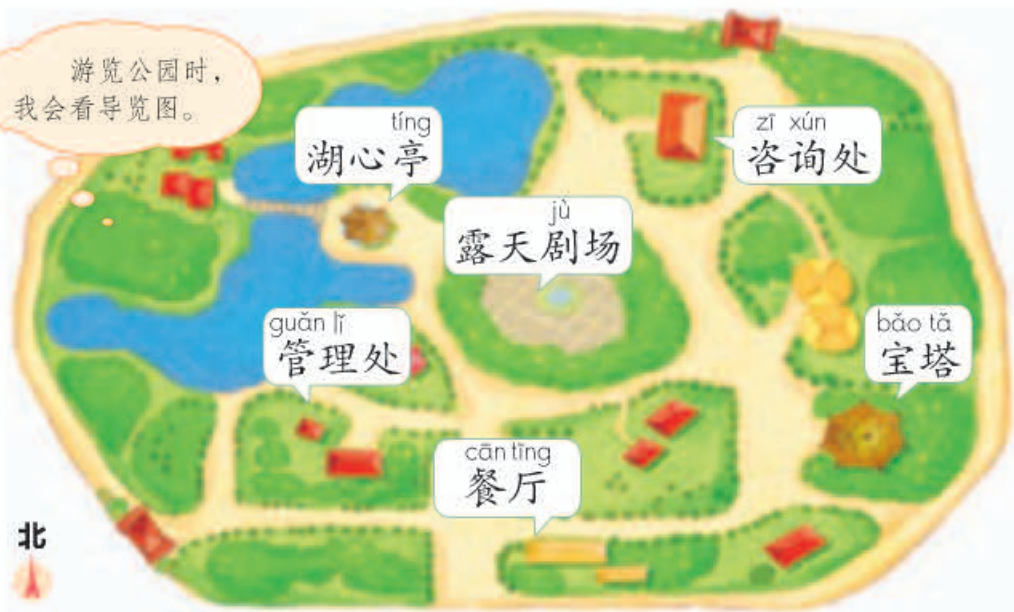 游览公园时，
我会看导览图。
tíng
湖心亭
zī xún
咨询处
jù
露天剧场
guǎn lǐ
管理处
bǎo tǎ
宝塔
cān tīng
餐厅
北